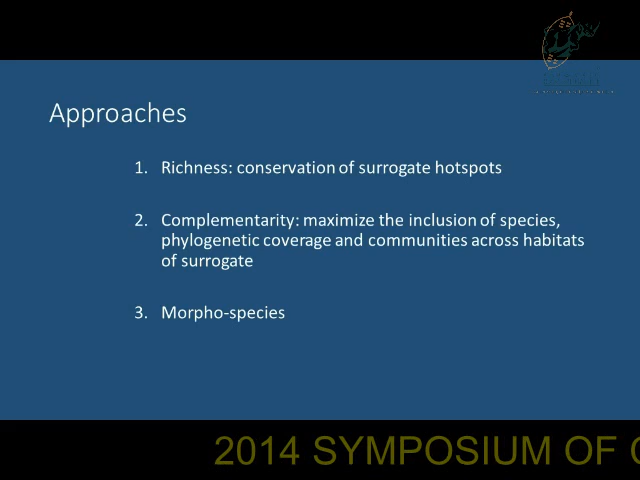 Approaches
1. Richness: conservation of surrogate hotspots
2. Complementarity: maximize the inclusion of species,
phylogenetic coverage and communities across habitats
of surrogate
3. Morpho-species
2014 SYMPOSIUM OF